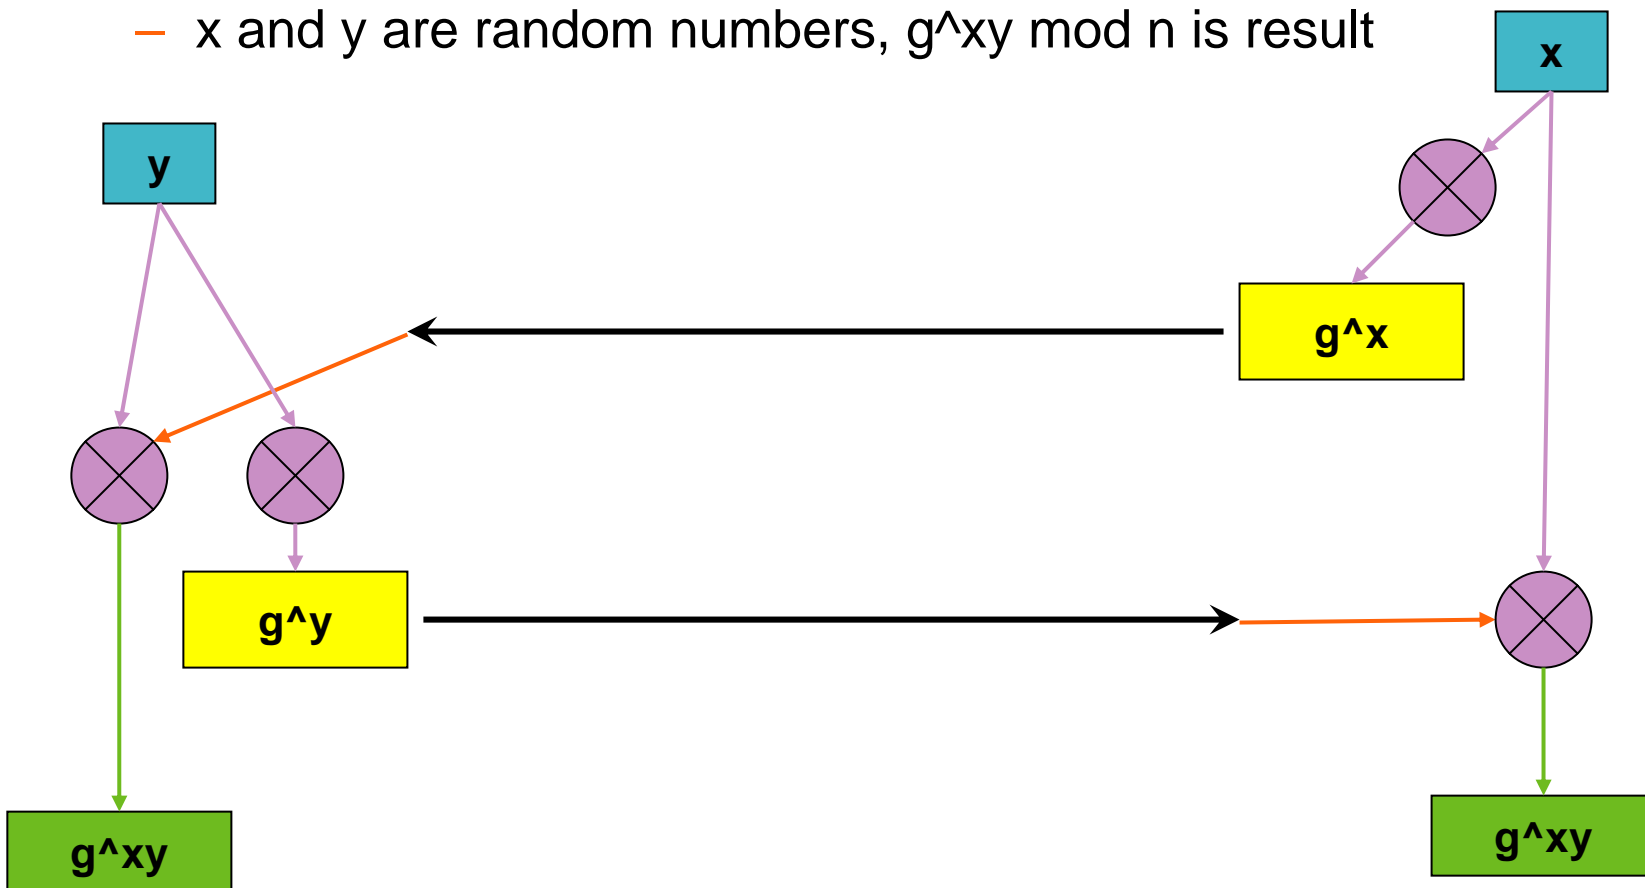 – x and y are random numbers, g^xy mod n is result
x
y
g^x
g^y
g^xy
g^xy